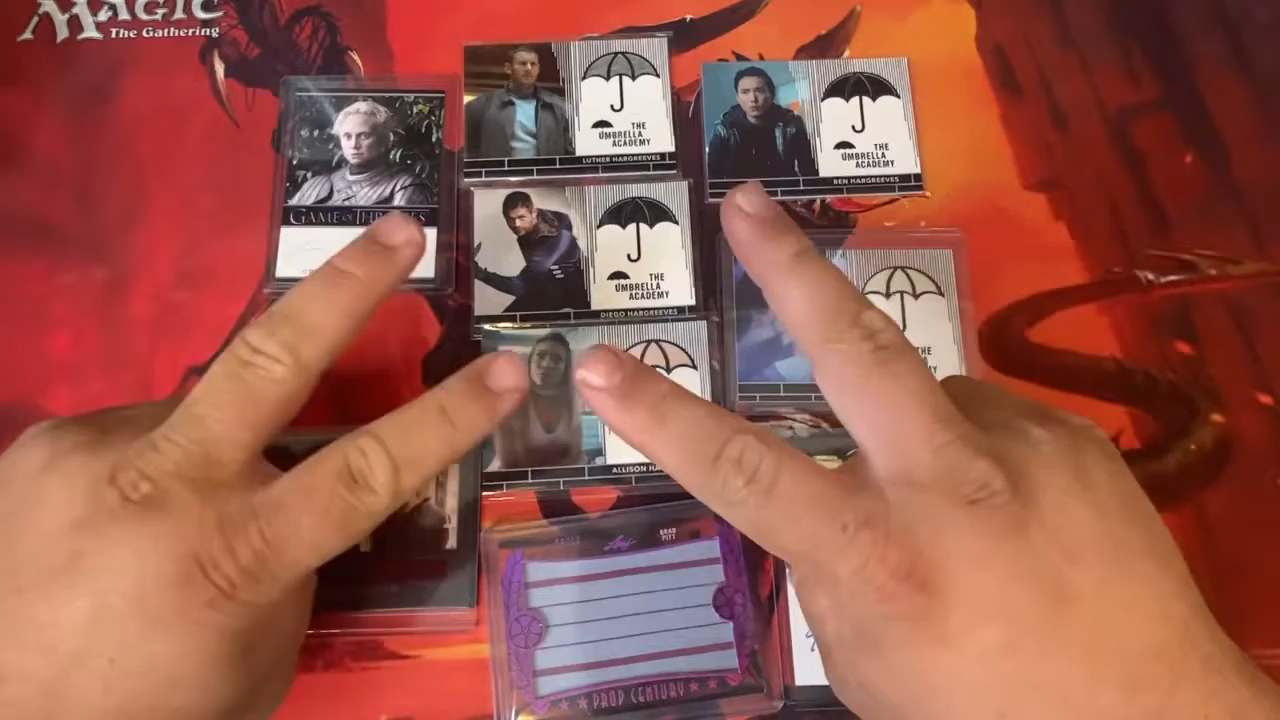 MAGIC
The Gathering
THE
UMBRELLA
ACADEMY
LUTHER HARGREEVES
THE
UMBRELLA
ACADEMY
BEN HARGREEVES
GAME OF THRONES
THE
UMBRELLA
ACADEMY
DIEGO HARGREEVES
THE
ALLISON HA
Leaf
BRAD
PITT
PROP CENTURY